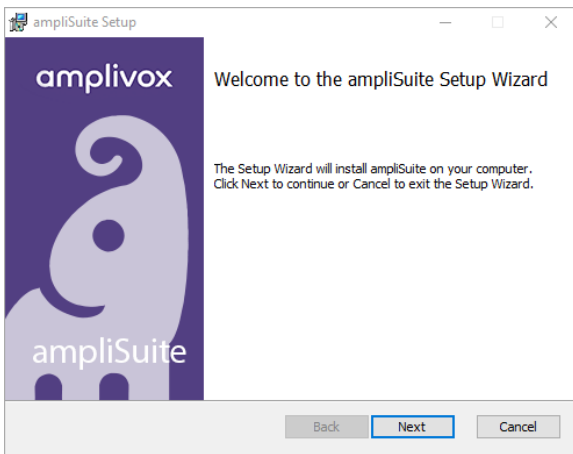 ampliSuite Setup
amplivox
Welcome to the ampliSuite Setup Wizard
The Setup Wizard will install ampliSuite on your computer.
Click Next to continue or Cancel to exit the Setup Wizard.
ampliSuite
Back
Next
Cancel